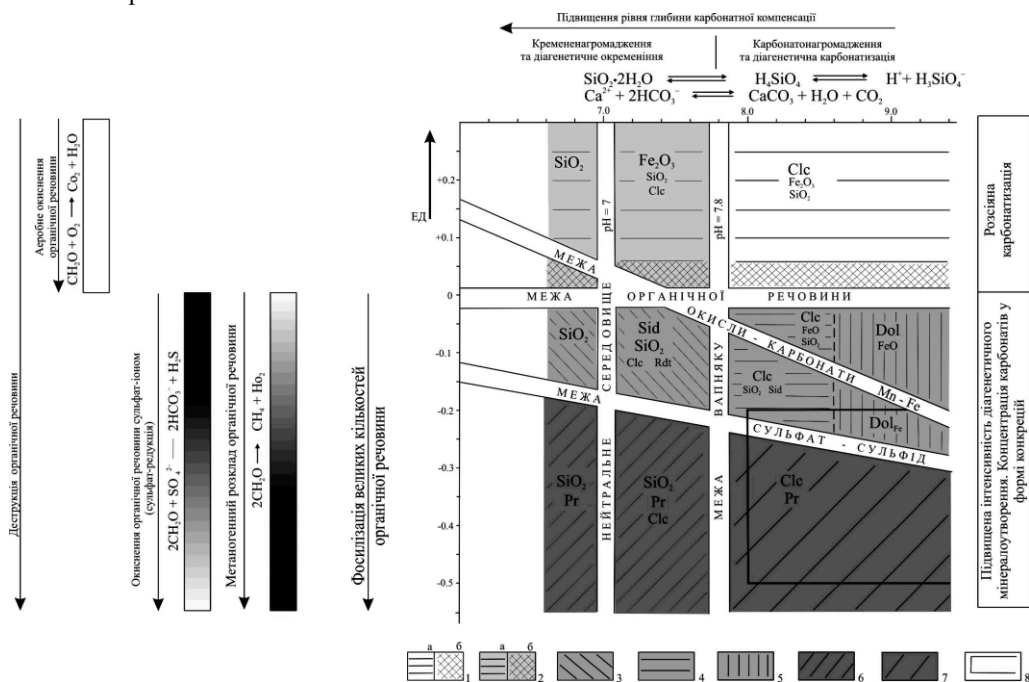 Підвищення рівня глибини карбонатної компенсації
Кремененагромадження
та діагенетичне окременіння
Карбонатонагромадження
та діагенетична карбонатизація
SiO₂·2H₂O ⇌ H₄SiO₄ ⇌ H⁺+ H₃SiO₄⁻
Ca²⁺ + 2HCO₃⁻ ⇌ CaCO₃ + H₂O + CO₂
7.0 8.0 9.0
Деструкція органічної речовини
Аеробне окиснення
органічної речовини
CH₂O + O₂ → Co₂ + H₂O
Окиснення органічної речовини сульфат-іоном
(сульфат-редукція)
2CH₂O + SO₄²⁻ — 2HCO₃⁻ + H₂S
Метаногенний розклад органічної речовини
2CH₂O → CH₄ + Ho₂
Фосилізація великих кількостей
органічної речовини
ЕД
+0.2
+0.1
0
-0.1
-0.2
-0.3
-0.4
-0.5
SiO₂
Fe₂O₃
SiO₂
Clc
Clc
Fe₂O₃
SiO₂
pH = 7
pH = 7.8
МЕЖА
МЕЖА ОРГАНІЧНОЇ РЕЧОВИНИ
ОКИСЛИ - КАРБОНАТИ Mn - Fe
НЕЙТРАЛЬНЕ СЕРЕДОВИЩЕ
МЕЖА ВАПНЯКУ
SiO₂
Sid
SiO₂
Clc Rdt
Clc
FeO
SiO₂
Dol
FeO
Clc
SiO₂ Sid
Dol Fe
МЕЖА СУЛЬФАТ - СУЛЬФІД
SiO₂
Pr
SiO₂
Pr
Clc
Clc
Pr
Розсіяна
карбонатизація
Підвищена інтенсивність діагенетичного
мінералоутворення. Концентрація карбонатів у
формі конкрецій
а б 1
а б 2
3
4
5
6
7
8